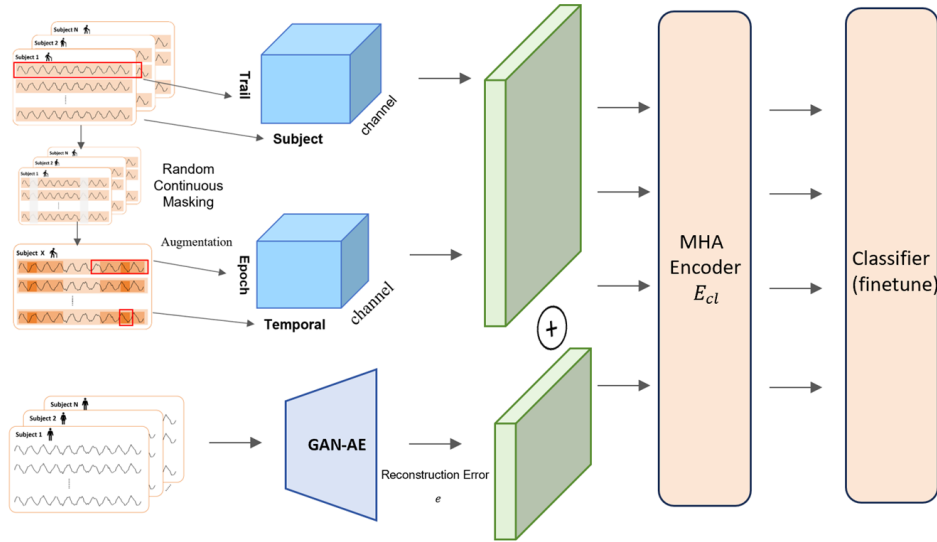 Subject N
Subject 2
Subject 1
Trail
channel
Subject
Subject N
Subject 2
Subject 1
Random
Continuous
Masking
Subject X
Augmentation
Epoch
channel
Temporal
Subject N
Subject 2
Subject 1
GAN-AE
Reconstruction Error
e
+
MHA
Encoder
E_cl
Classifier
(finetune)